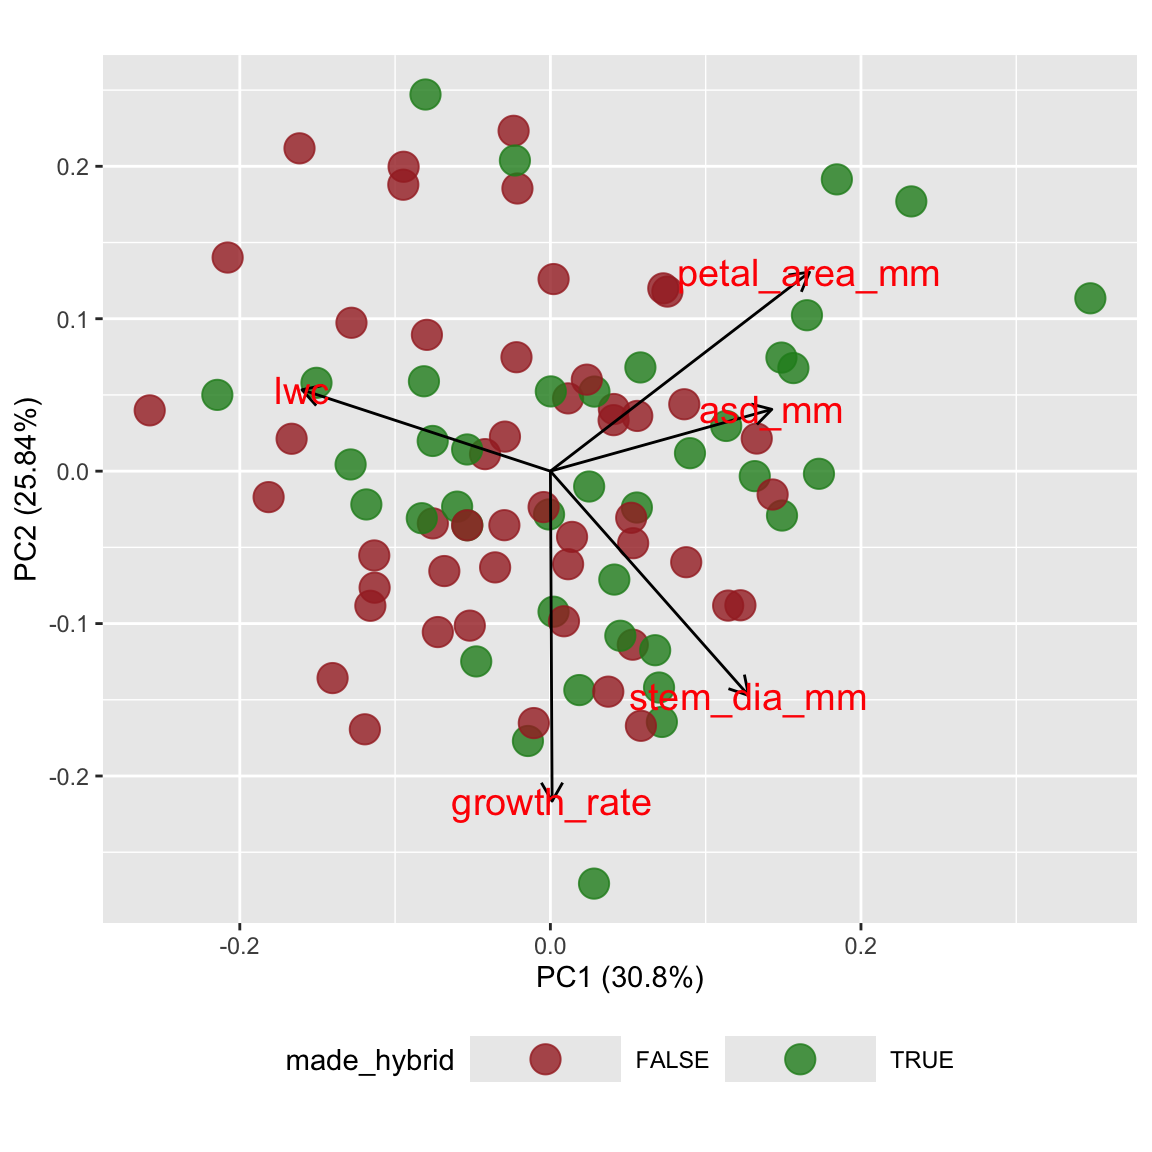 0.2
0.1
0.0
-0.1
-0.2
PC2 (25.84%)
petal_area_mm
lwc
asd_mm
stem_dia_mm
growth_rate
-0.2
0.0
0.2
PC1 (30.8%)
made_hybrid
FALSE
TRUE